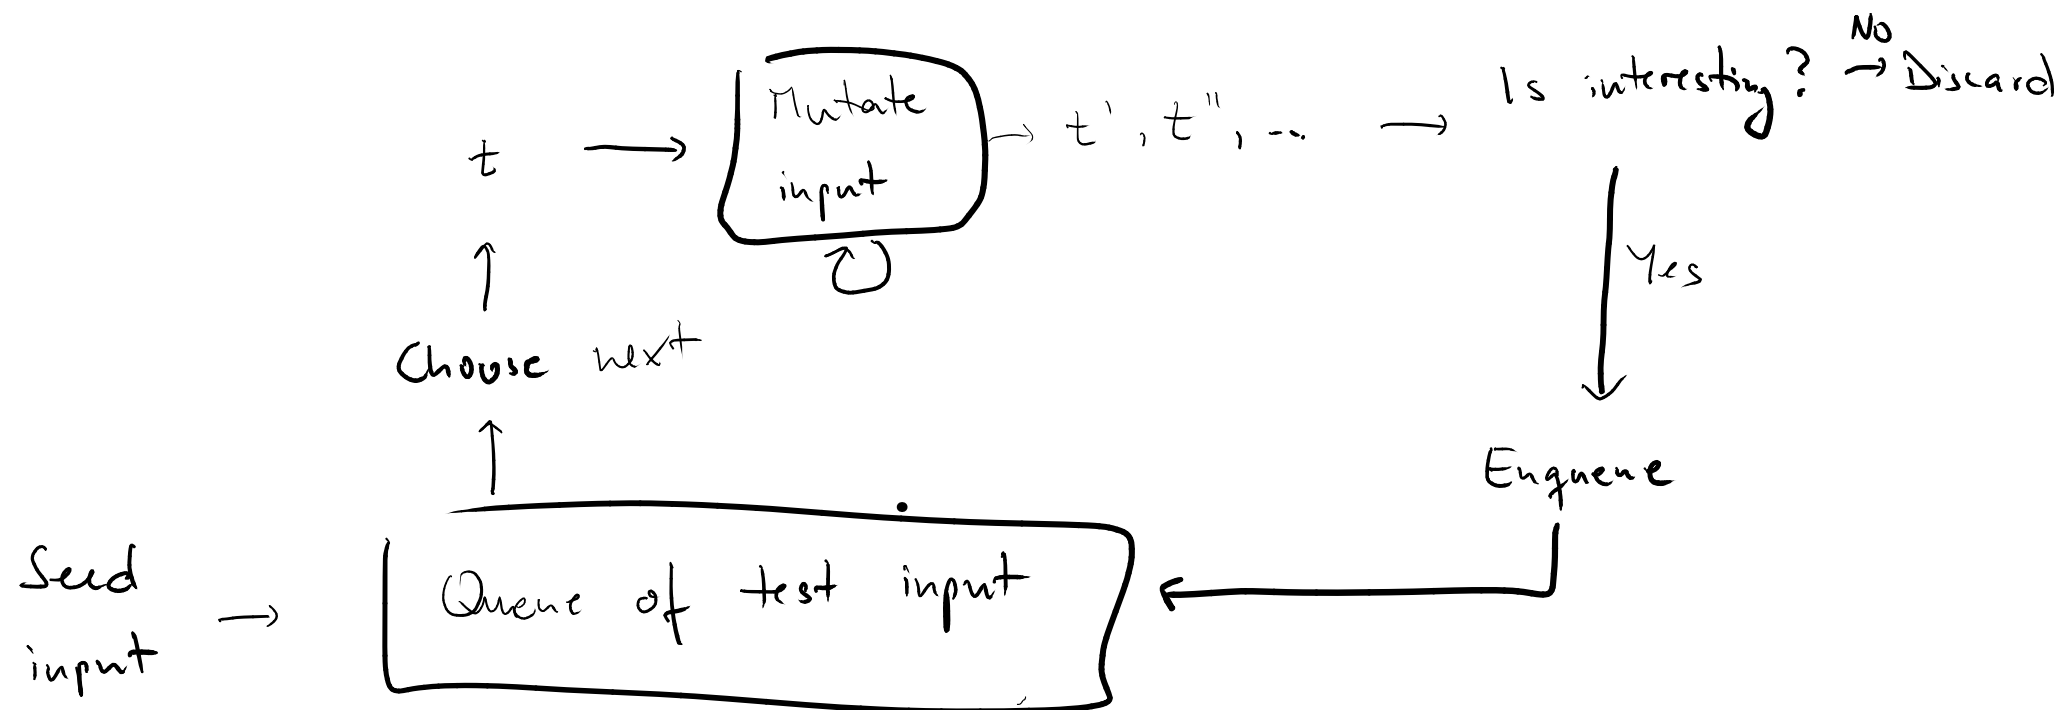 No
Is interesting? → Discard
Mutate
input
t → → t', t'', ... →
Yes
Choose next
Enqueue
Seed
input →
Queue of test input